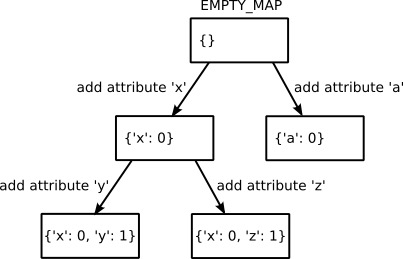 EMPTY_MAP
{}
add attribute 'x'
add attribute 'a'
{'x': 0}
{'a': 0}
add attribute 'y'
add attribute 'z'
{'x': 0, 'y': 1}
{'x': 0, 'z': 1}